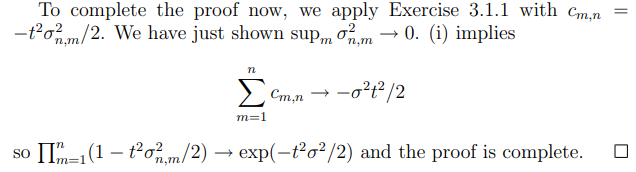 To complete the proof now, we apply Exercise 3.1.1 with c_{m,n} =
−t²σ²_{n,m}/2. We have just shown sup_m σ²_{n,m} → 0. (i) implies
∑_{m=1}^{n} c_{m,n} → −σ²t²/2
so ∏_{m=1}^{n}(1 − t²σ²_{n,m}/2) → exp(−t²σ²/2) and the proof is complete. □